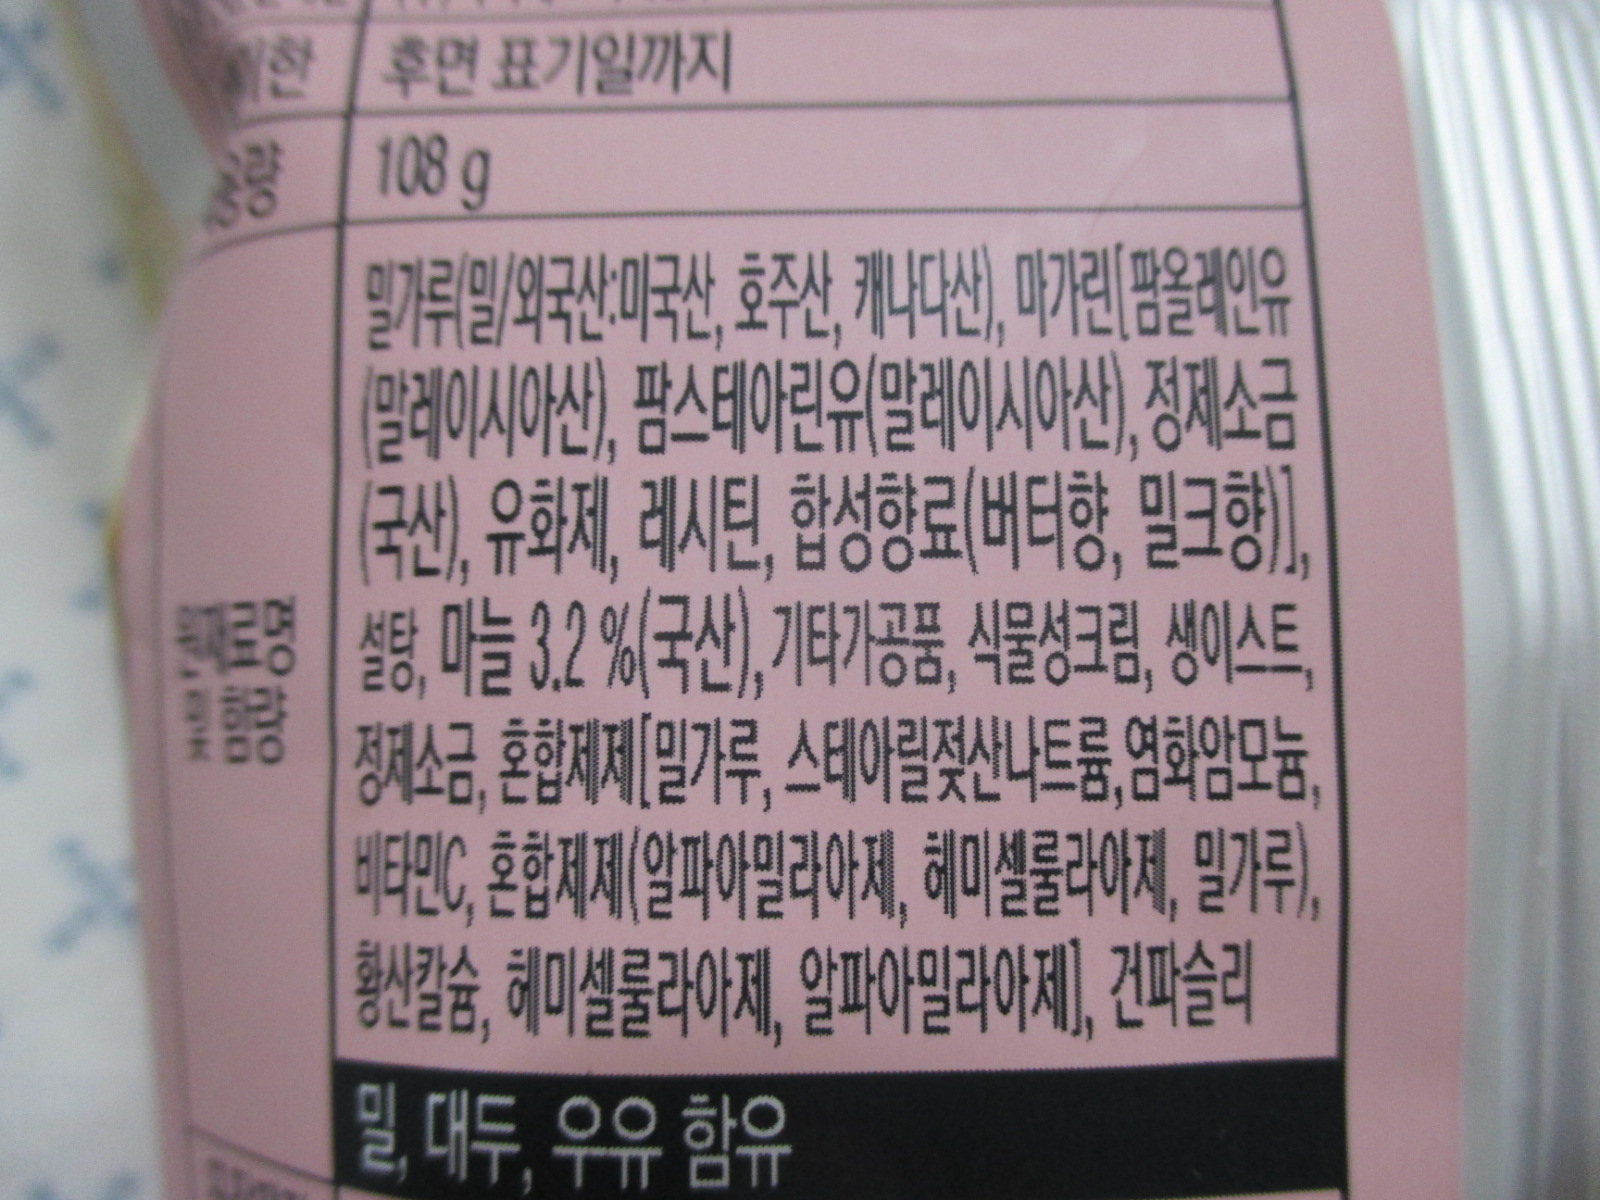 후면 표기일까지
108 g
밀가루(밀/외국산:미국산, 호주산, 캐나다산), 마가린[팜올레인유
(말레이시아산), 팜스테아린유(말레이시아산), 정제소금
(국산), 유화제, 레시틴, 합성향료(버터향, 밀크향)],
원재료명 설탕, 마늘 3.2 %(국산), 기타가공품, 식물성크림, 생이스트,
및 함량 정제소금, 혼합제제[밀가루, 스테아릴젖산나트륨,염화암모늄,
비타민C, 혼합제제(알파아밀라아제, 헤미셀룰라아제, 밀가루),
황산칼슘, 헤미셀룰라아제, 알파아밀라아제], 건파슬리
밀, 대두, 우유 함유